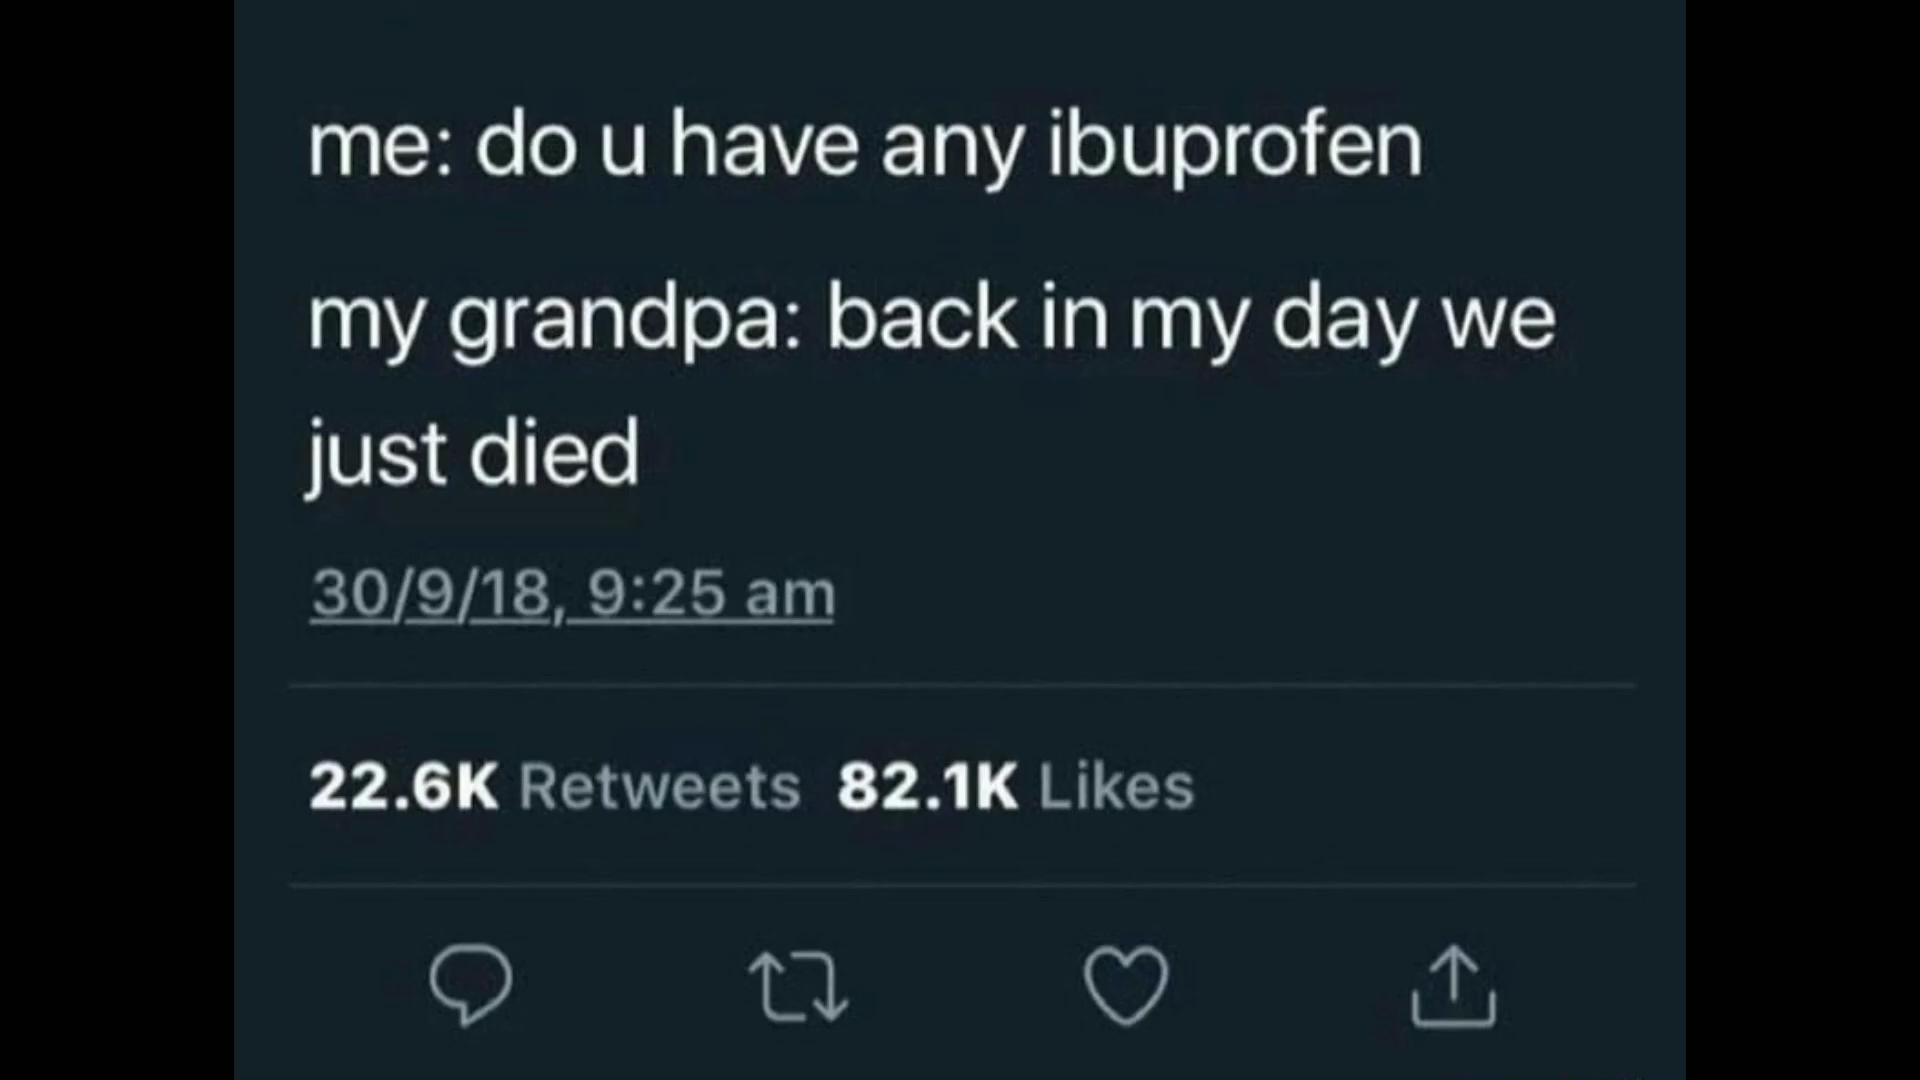 me: do u have any ibuprofen
my grandpa: back in my day we
just died
30/9/18, 9:25 am
22.6K Retweets 82.1K Likes